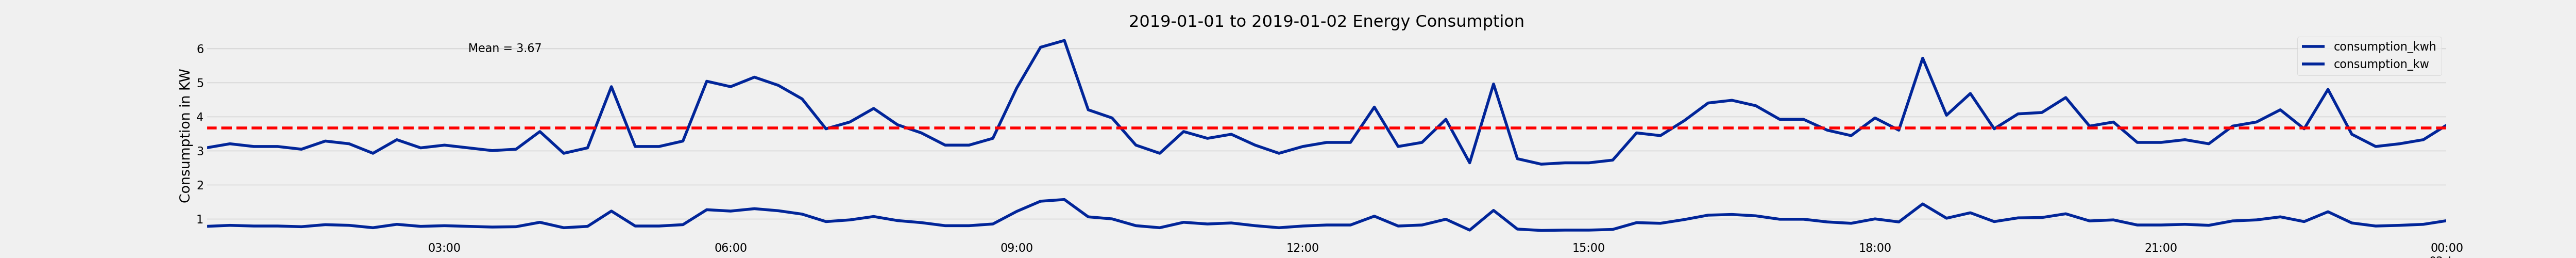 2019-01-01 to 2019-01-02 Energy Consumption
Mean = 3.67
consumption_kwh
consumption_kw
Consumption in KW
6
5
4
3
2
1
03:00
06:00
09:00
12:00
15:00
18:00
21:00
00:00